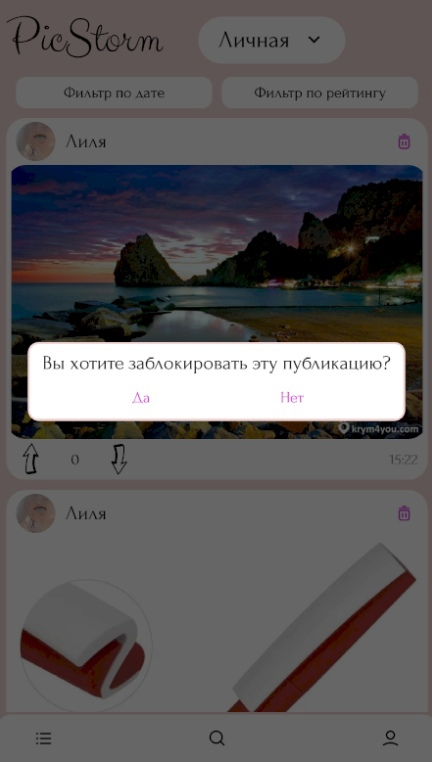 PicStorm
Личная
Фильтр по дате
Фильтр по рейтингу
Лиля
Вы хотите заблокировать эту публикацию?
Да
Нет
krym4you.com
0
15:22
Лиля